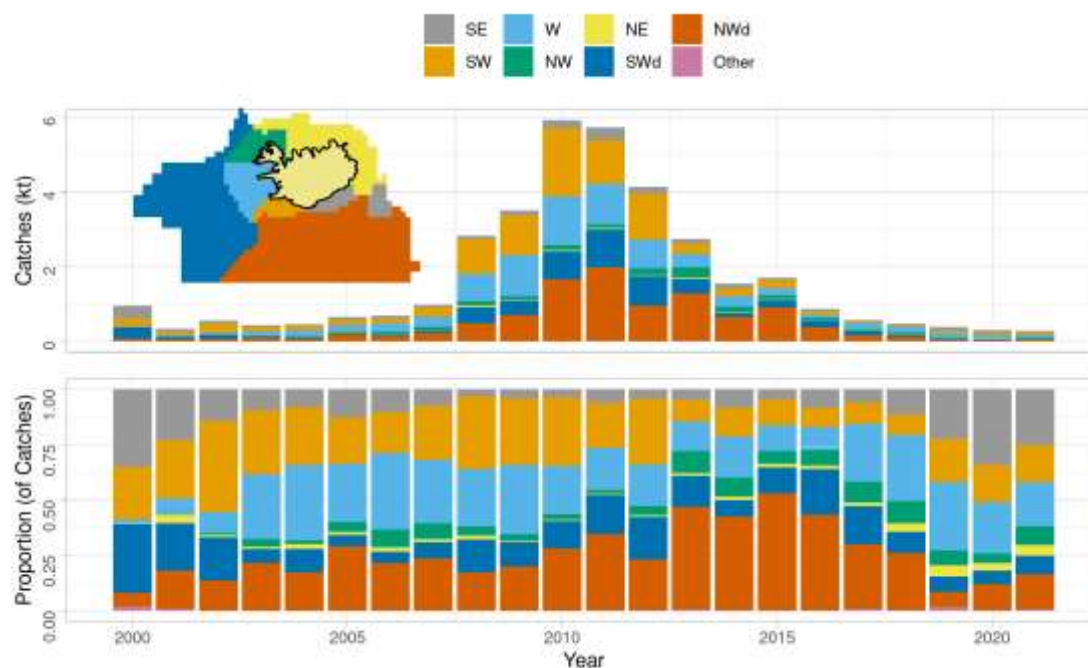 SE W NE NWd
SW NW SWd Other
Catches (kt)
6
4
2
0
Proportion (of Catches)
1.00
0.75
0.50
0.25
0.00
2000 2005 2010 2015 2020
Year